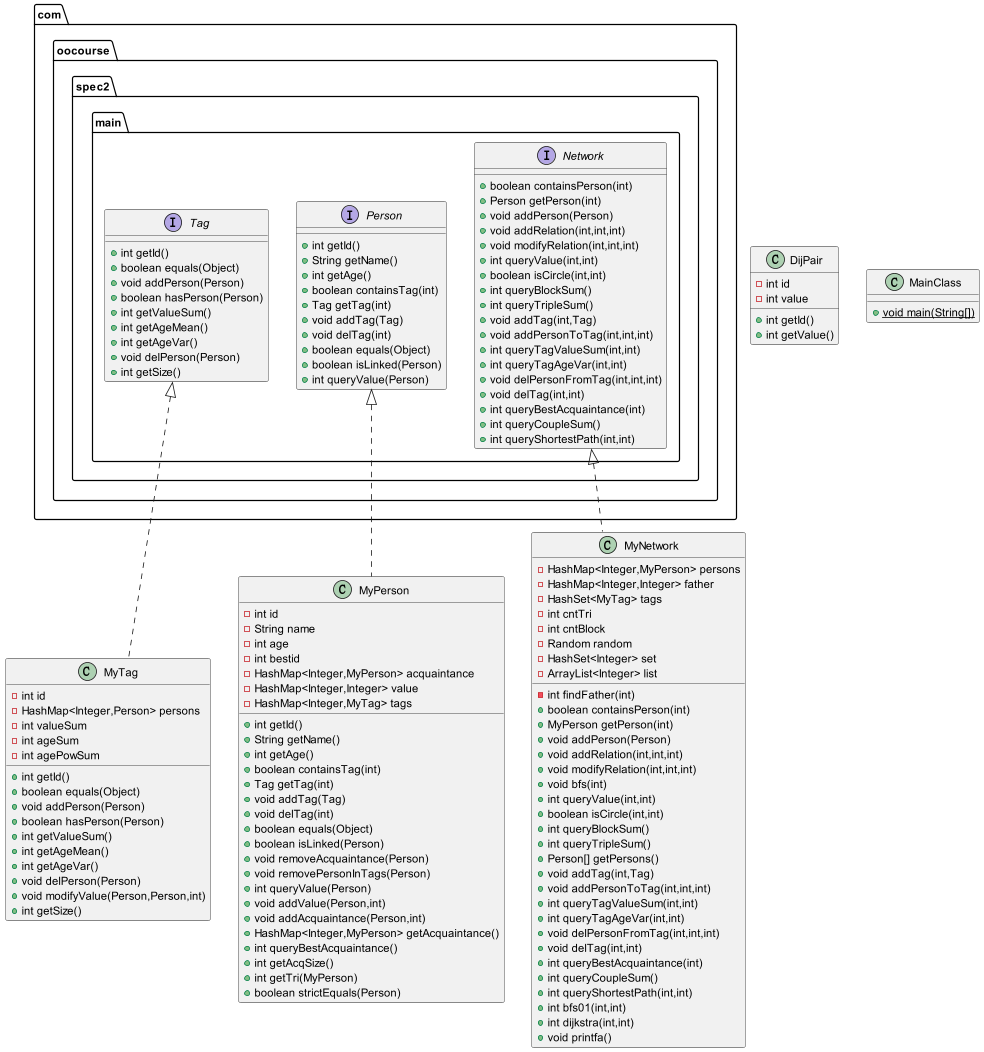 com
oocourse
spec2
main
I Tag
int getId()
boolean equals(Object)
void addPerson(Person)
boolean hasPerson(Person)
int getValueSum()
int getAgeMean()
int getAgeVar()
void delPerson(Person)
int getSize()
I Person
int getId()
String getName()
int getAge()
boolean containsTag(int)
Tag getTag(int)
void addTag(Tag)
void delTag(int)
boolean equals(Object)
boolean isLinked(Person)
int queryValue(Person)
I Network
boolean containsPerson(int)
Person getPerson(int)
void addPerson(Person)
void addRelation(int,int,int)
void modifyRelation(int,int,int)
int queryValue(int,int)
boolean isCircle(int,int)
int queryBlockSum()
int queryTripleSum()
void addTag(int,Tag)
void addPersonToTag(int,int,int)
int queryTagValueSum(int,int)
int queryTagAgeVar(int,int)
void delPersonFromTag(int,int,int)
void delTag(int,int)
int queryBestAcquaintance(int)
int queryCoupleSum()
int queryShortestPath(int,int)
C DijPair
int id
int value
int getId()
int getValue()
C MainClass
void main(String[])
C MyTag
int id
HashMap<Integer,Person> persons
int valueSum
int ageSum
int agePowSum
int getId()
boolean equals(Object)
void addPerson(Person)
boolean hasPerson(Person)
int getValueSum()
int getAgeMean()
int getAgeVar()
void delPerson(Person)
void modifyValue(Person,Person,int)
int getSize()
C MyPerson
int id
String name
int age
int bestid
HashMap<Integer,MyPerson> acquaintance
HashMap<Integer,Integer> value
HashMap<Integer,MyTag> tags
int getId()
String getName()
int getAge()
boolean containsTag(int)
Tag getTag(int)
void addTag(Tag)
void delTag(int)
boolean equals(Object)
boolean isLinked(Person)
void removeAcquaintance(Person)
void removePersonInTags(Person)
int queryValue(Person)
void addValue(Person,int)
void addAcquaintance(Person,int)
HashMap<Integer,MyPerson> getAcquaintance()
int queryBestAcquaintance()
int getAcqSize()
int getTri(MyPerson)
boolean strictEquals(Person)
C MyNetwork
HashMap<Integer,MyPerson> persons
HashMap<Integer,Integer> father
HashSet<MyTag> tags
int cntTri
int cntBlock
Random random
HashSet<Integer> set
ArrayList<Integer> list
int findFather(int)
boolean containsPerson(int)
MyPerson getPerson(int)
void addPerson(Person)
void addRelation(int,int,int)
void modifyRelation(int,int,int)
void bfs(int)
int queryValue(int,int)
boolean isCircle(int,int)
int queryBlockSum()
int queryTripleSum()
Person[] getPersons()
void addTag(int,Tag)
void addPersonToTag(int,int,int)
int queryTagValueSum(int,int)
int queryTagAgeVar(int,int)
void delPersonFromTag(int,int,int)
void delTag(int,int)
int queryBestAcquaintance(int)
int queryCoupleSum()
int queryShortestPath(int,int)
int bfs01(int,int)
int dijkstra(int,int)
void printfa()